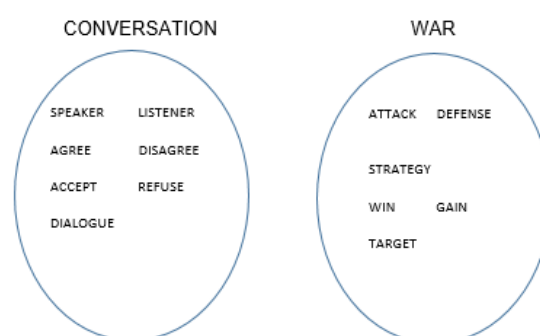 CONVERSATION
SPEAKER LISTENER
AGREE DISAGREE
ACCEPT REFUSE
DIALOGUE
WAR
ATTACK DEFENSE
STRATEGY
WIN GAIN
TARGET